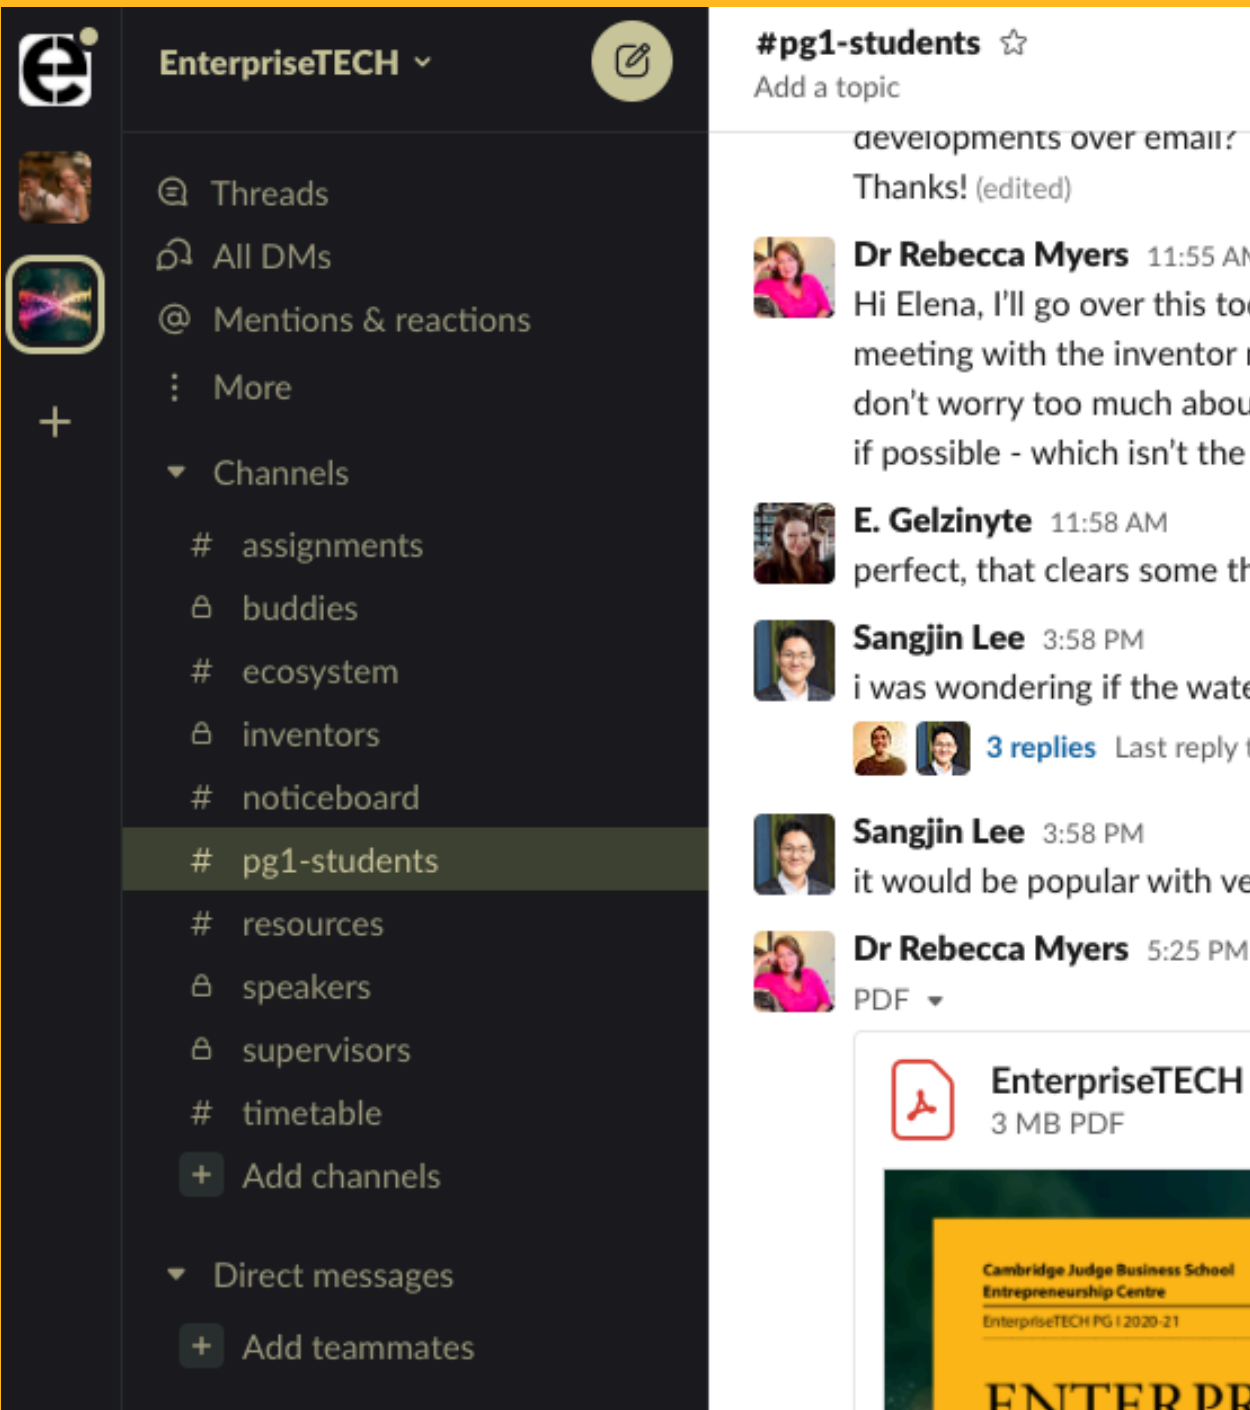 EnterpriseTECH
Threads
All DMs
@ Mentions & reactions
More
Channels
# assignments
buddies
# ecosystem
inventors
# noticeboard
# pg1-students
# resources
speakers
supervisors
# timetable
+ Add channels
Direct messages
+ Add teammates
#pg1-students
Add a topic
developments over email?
Thanks! (edited)
Dr Rebecca Myers 11:55 AM
Hi Elena, I'll go over this
meeting with the inventor
don't worry too much
if possible - which isn't the
E. Gelzinyte 11:58 AM
perfect, that clears some
Sangjin Lee 3:58 PM
i was wondering if the
3 replies Last reply
Sangjin Lee 3:58 PM
it would be popular with
Dr Rebecca Myers 5:25 PM
PDF
EnterpriseTECH
3 MB PDF
Cambridge Judge Business School
Entrepreneurship Centre
EnterpriseTECH PG | 2020-21